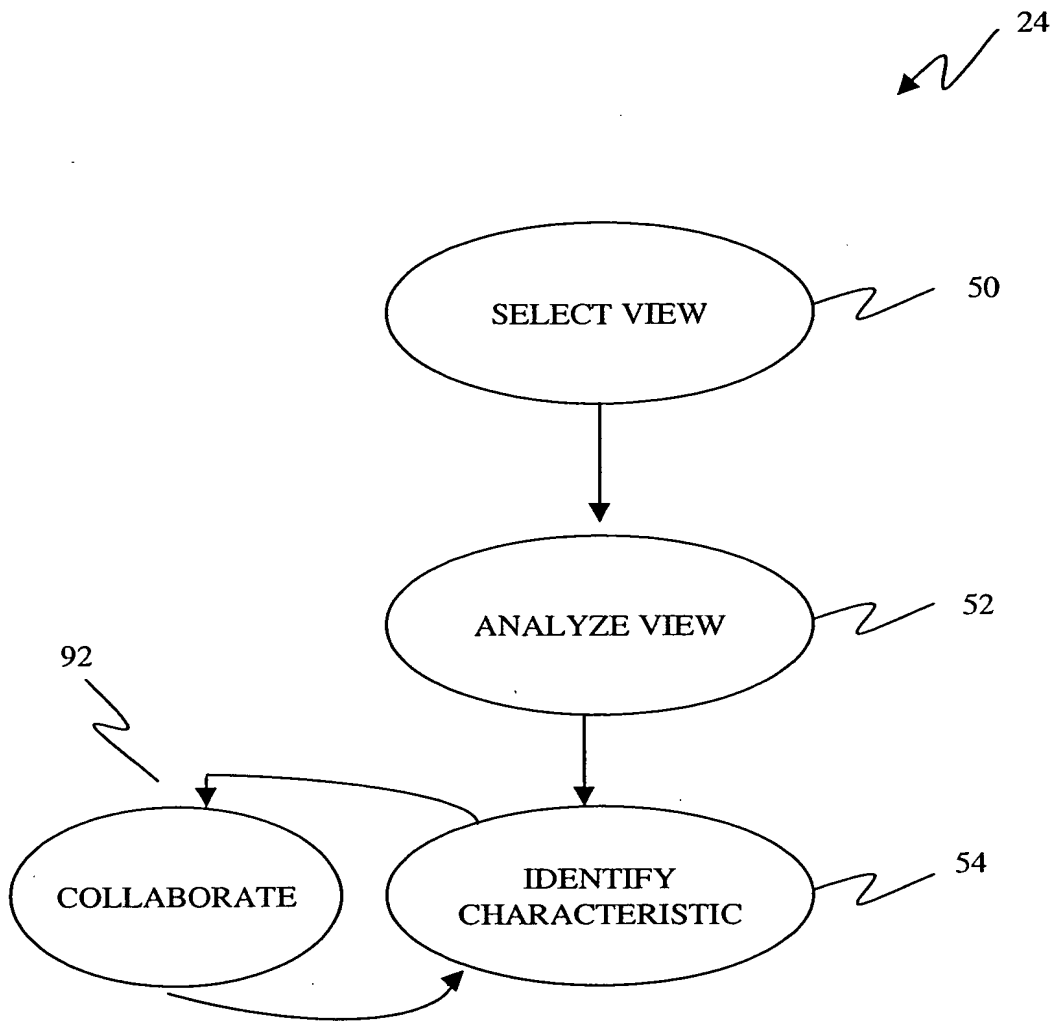 24
SELECT VIEW
50
ANALYZE VIEW
52
92
COLLABORATE
IDENTIFY
CHARACTERISTIC
54